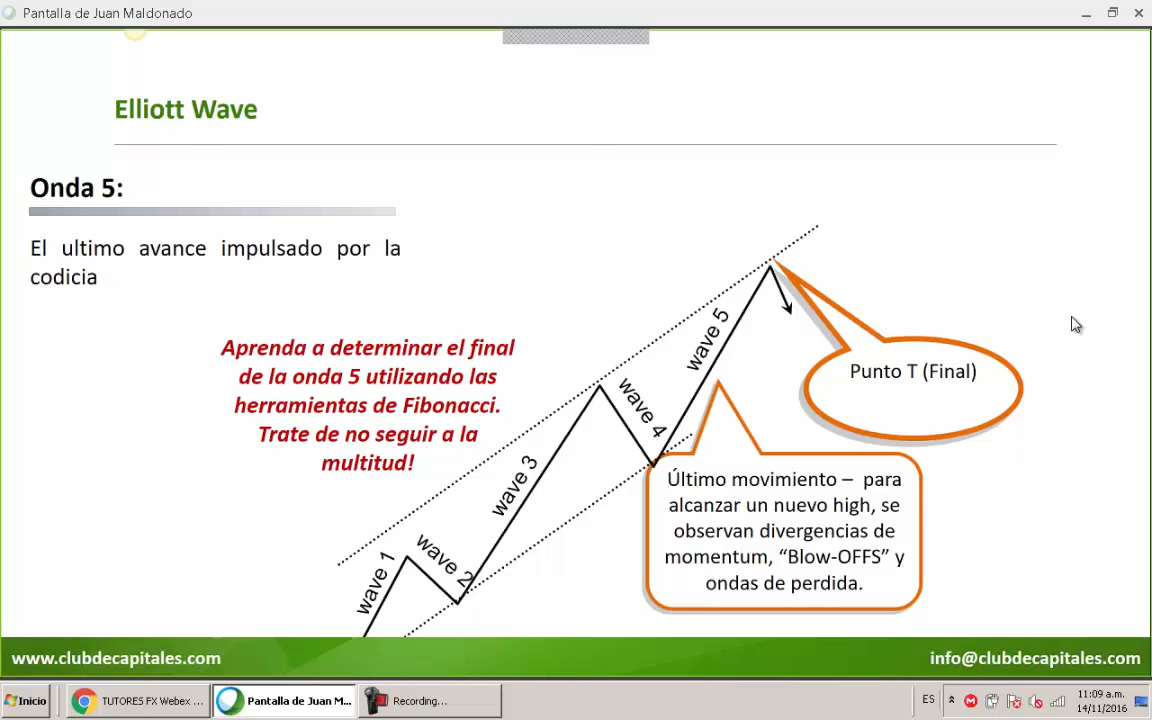 Pantalla de Juan Maldonado
Elliott Wave
Onda 5:
El ultimo avance impulsado por la
codicia
Aprenda a determinar el final
de la onda 5 utilizando las
herramientas de Fibonacci.
Trate de no seguir a la
multitud!
wave 1
wave 2
wave 3
wave 4
wave 5
Punto T (Final)
Último movimiento – para
alcanzar un nuevo high, se
observan divergencias de
momentum, “Blow-OFFS” y
ondas de perdida.
www.clubdecapitales.com
info@clubdecapitales.com
Inicio
TUTORES FX Webex ...
Pantalla de Juan M...
Recording...
ES
11:09 a.m.
14/11/2016